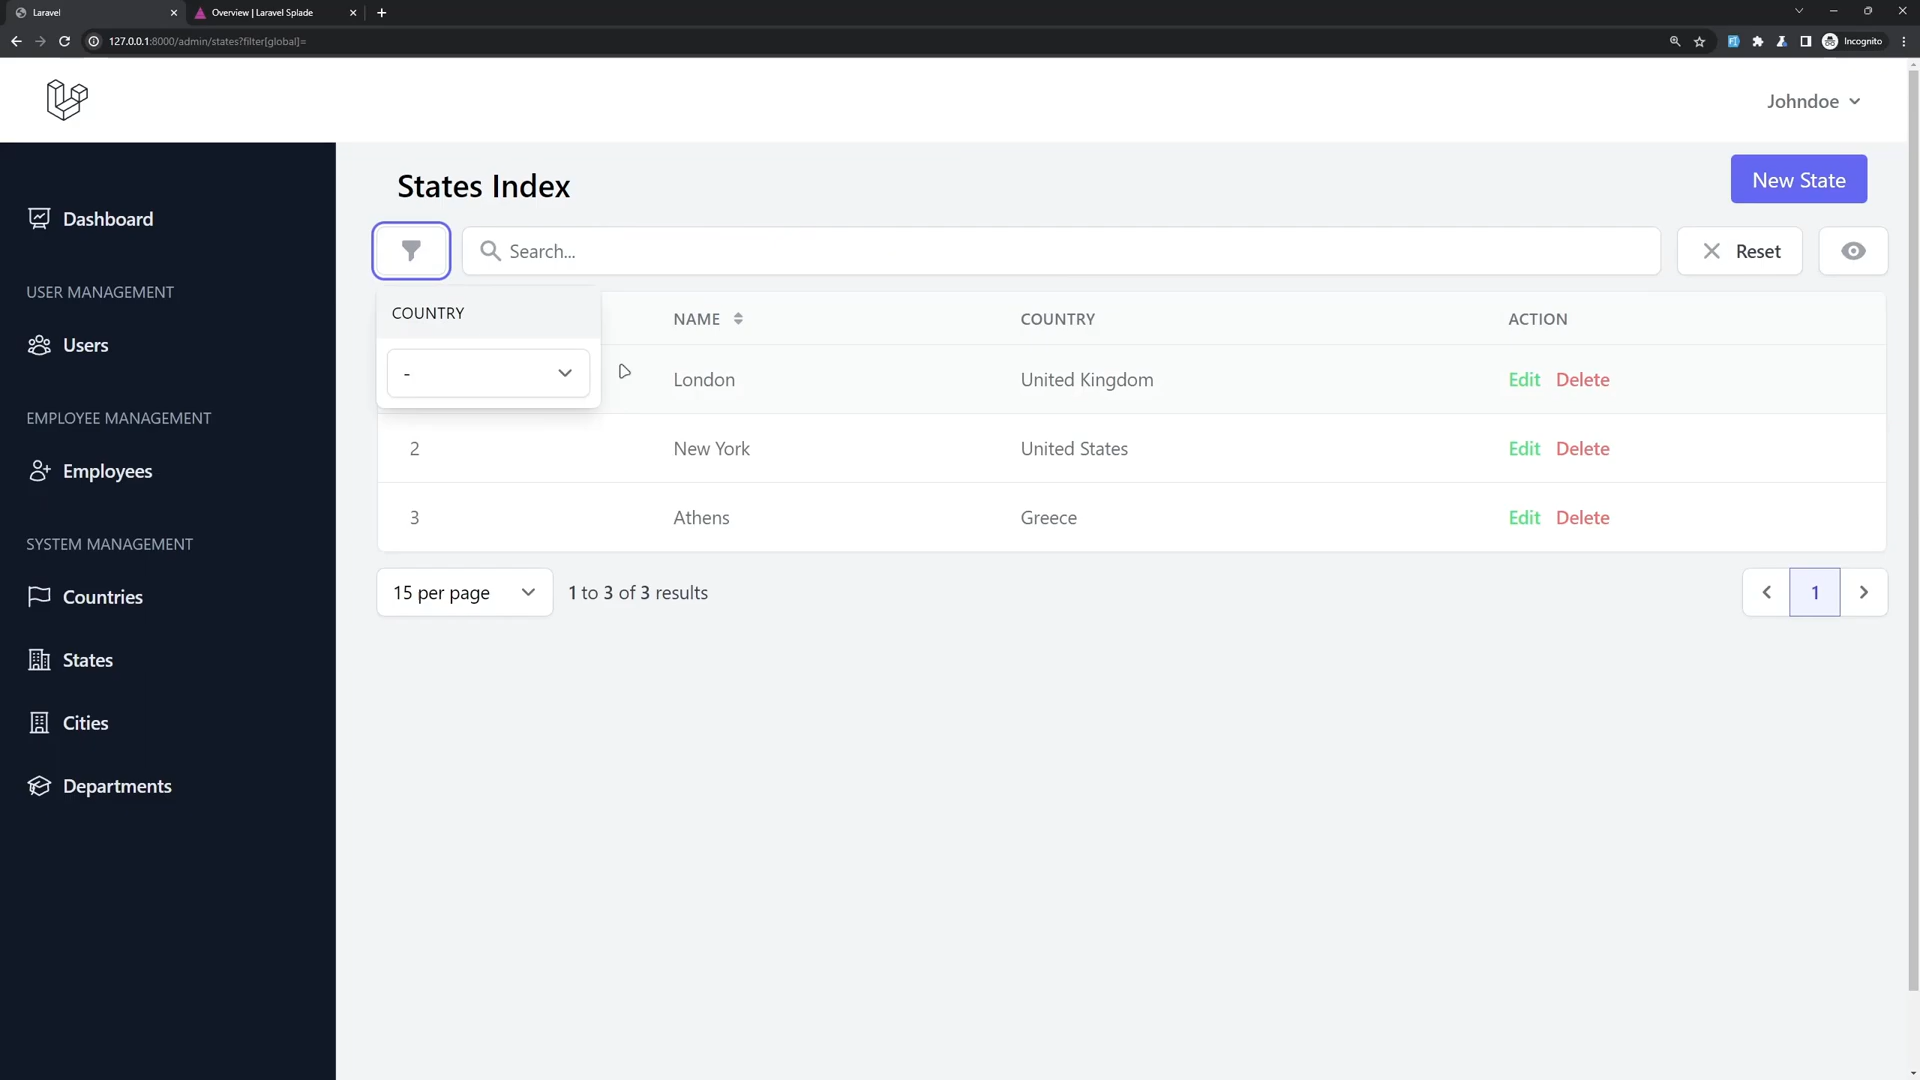 Laravel
Overview | Laravel Splade
127.0.0.1:8000/admin/states?filter[global]=
Incognito
Johndoe
Dashboard
USER MANAGEMENT
Users
EMPLOYEE MANAGEMENT
Employees
SYSTEM MANAGEMENT
Countries
States
Cities
Departments
States Index
New State
Search...
Reset
COUNTRY
-
NAME COUNTRY ACTION
London United Kingdom Edit Delete
2 New York United States Edit Delete
3 Athens Greece Edit Delete
15 per page 1 to 3 of 3 results
1